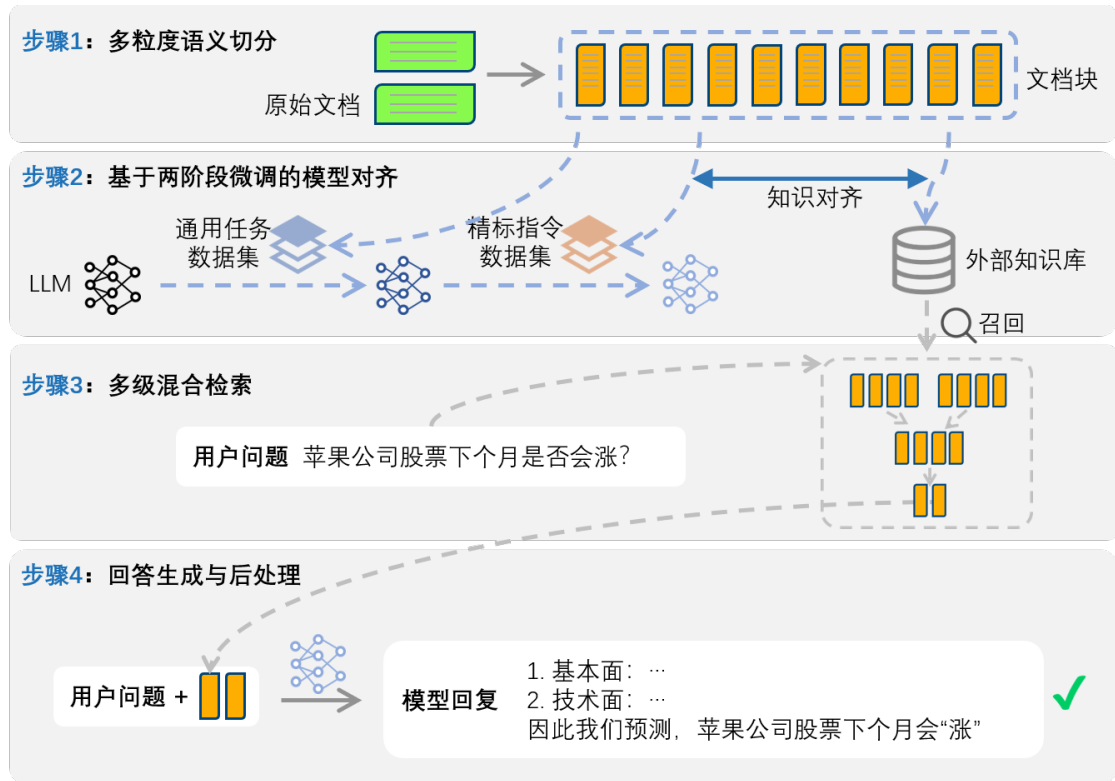 步骤1：多粒度语义切分
原始文档
文档块
步骤2：基于两阶段微调的模型对齐
知识对齐
通用任务
数据集
精标指令
数据集
LLM
外部知识库
召回
步骤3：多级混合检索
用户问题 苹果公司股票下个月是否会涨？
步骤4：回答生成与后处理
用户问题 +
模型回复
1. 基本面：…
2. 技术面：…
因此我们预测，苹果公司股票下个月会“涨”